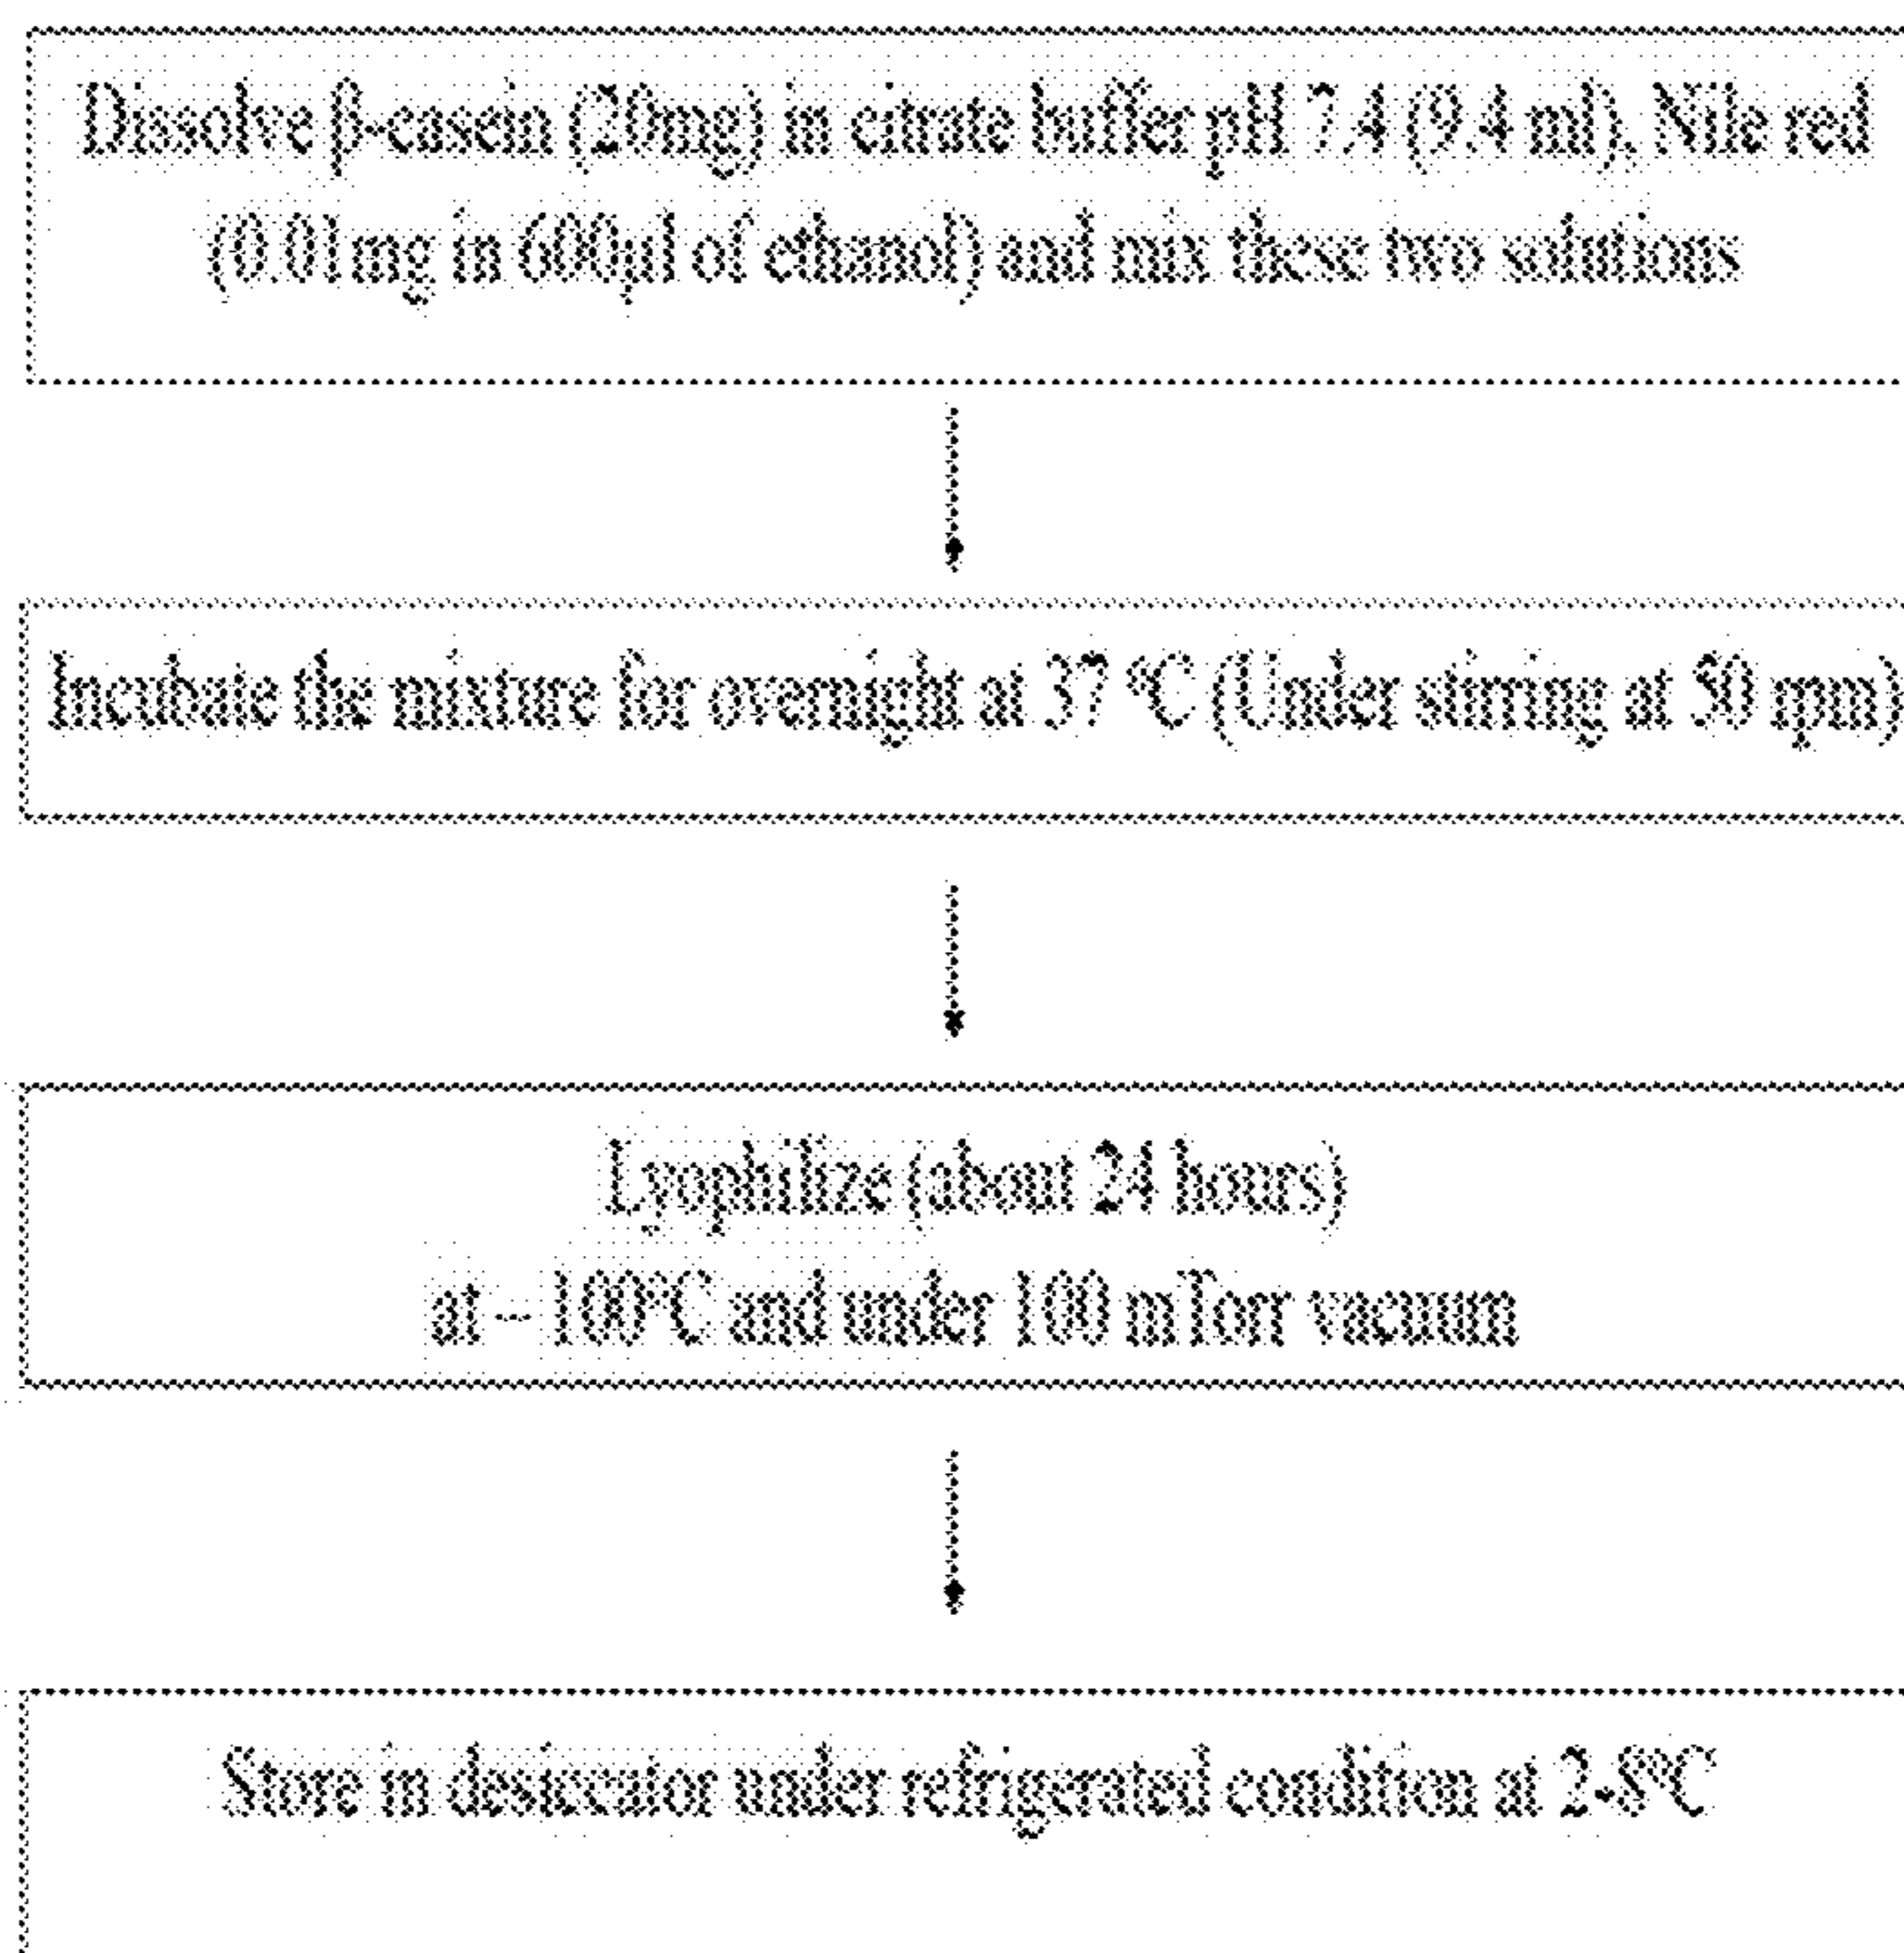 Dissolve β-casein (20mg) in citrate buffer pH 7.4 (9.4 ml), Nile red
(0.01mg in 600µl of ethanol) and mix these two solutions
Incubate the mixture for overnight at 37 °C (Under stirring at 50 rpm)
Lyophilize (about 24 hours)
at – 100°C and under 100 mTorr vacuum
Store in desiccator under refrigerated condition at 2-8°C